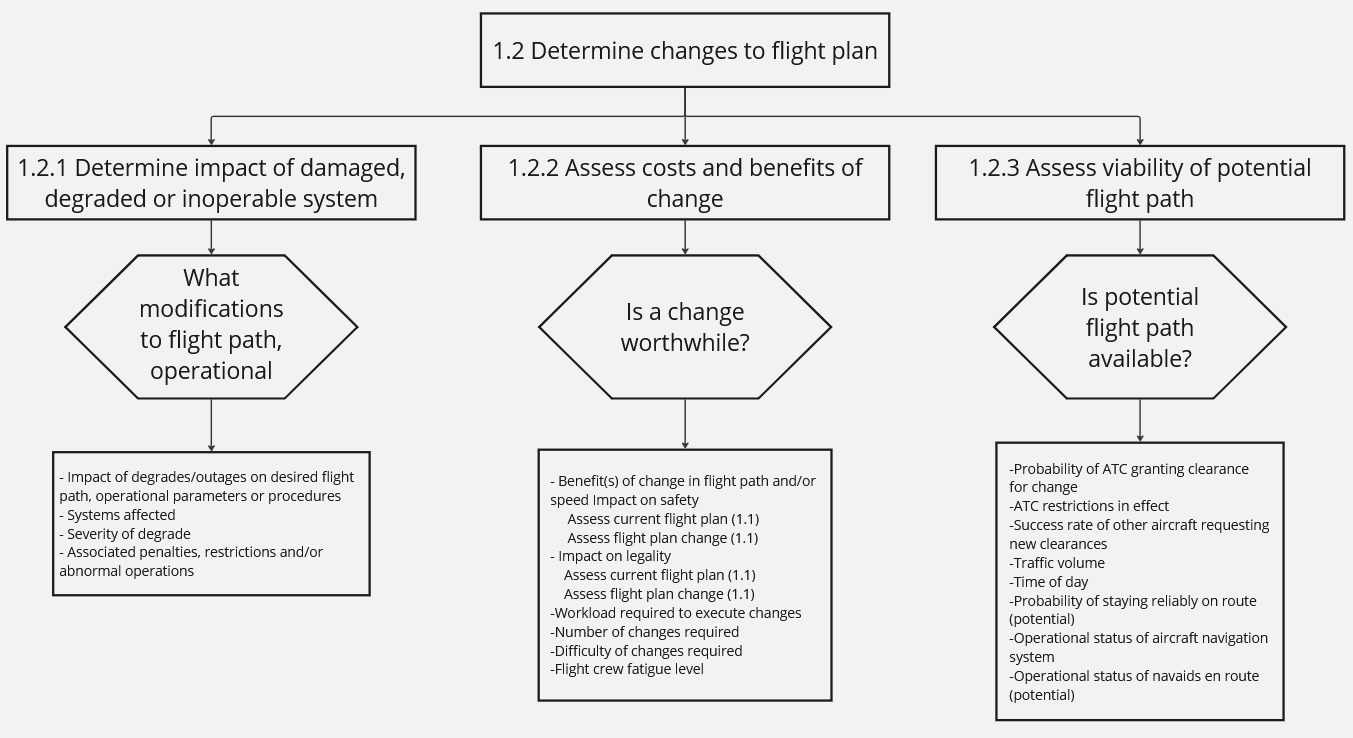 1.2 Determine changes to flight plan
1.2.1 Determine impact of damaged,
degraded or inoperable system
What
modifications
to flight path,
operational
- Impact of degrades/outages on desired flight
path, operational parameters or procedures
- Systems affected
- Severity of degrade
- Associated penalties, restrictions and/or
abnormal operations
1.2.2 Assess costs and benefits of
change
Is a change
worthwhile?
- Benefit(s) of change in flight path and/or
speed Impact on safety
Assess current flight plan (1.1)
Assess flight plan change (1.1)
- Impact on legality
Assess current flight plan (1.1)
Assess flight plan change (1.1)
-Workload required to execute changes
-Number of changes required
-Difficulty of changes required
-Flight crew fatigue level
1.2.3 Assess viability of potential
flight path
Is potential
flight path
available?
-Probability of ATC granting clearance
for change
-ATC restrictions in effect
-Success rate of other aircraft requesting
new clearances
-Traffic volume
-Time of day
-Probability of staying reliably on route
(potential)
-Operational status of aircraft navigation
system
-Operational status of navaids en route
(potential)